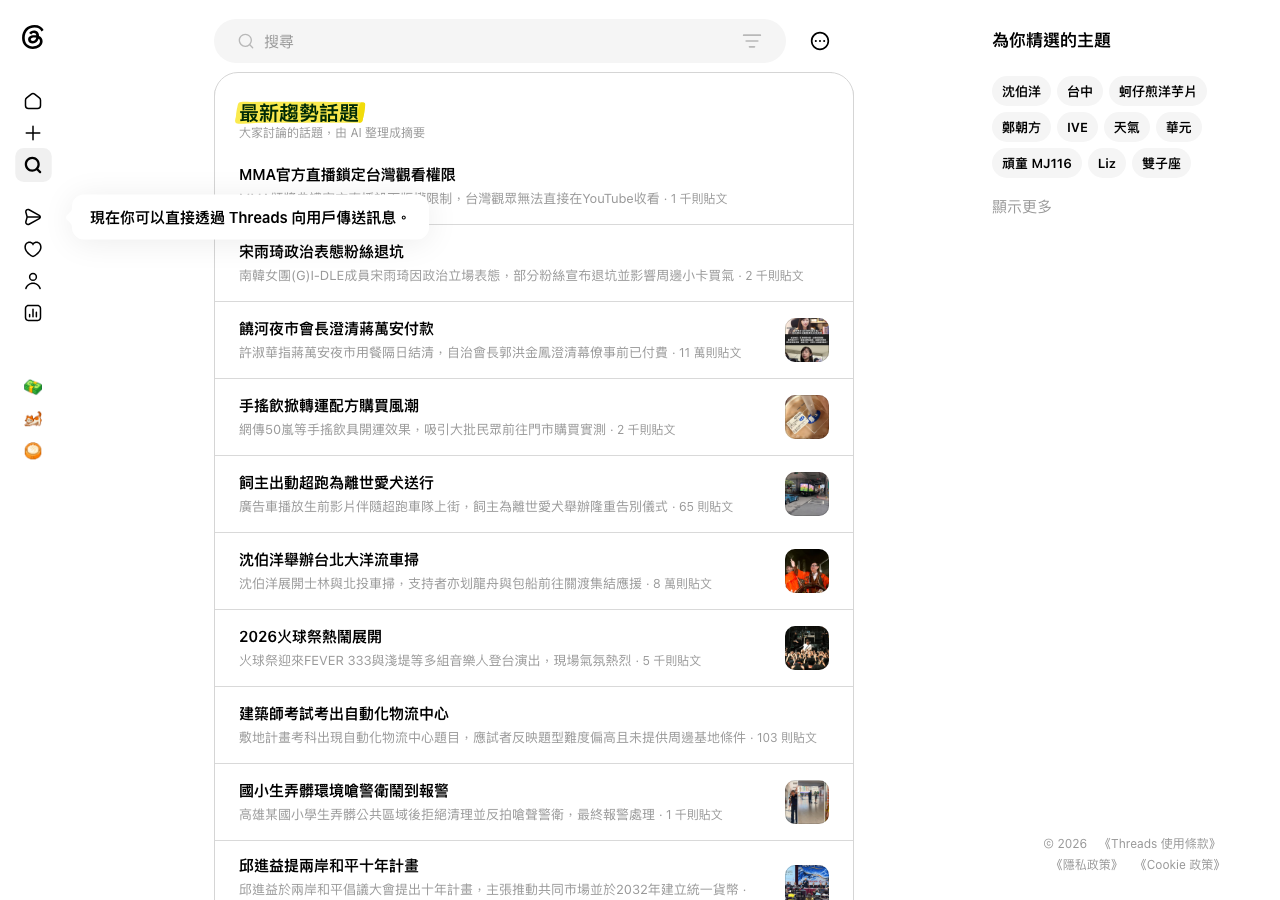 搜尋
最新趨勢話題
大家討論的話題，由 AI 整理成摘要
MMA官方直播鎖定台灣觀看權限
限制，台灣觀眾無法直接在YouTube收看 · 1 千則貼文
現在你可以直接透過 Threads 向用戶傳送訊息。
宋雨琦政治表態粉絲退坑
南韓女團(G)I-DLE成員宋雨琦因政治立場表態，部分粉絲宣布退坑並影響周邊小卡買氣 · 2 千則貼文
饒河夜市會長澄清蔣萬安付款
許淑華指蔣萬安夜市用餐隔日結清，自治會長郭洪金鳳澄清幕僚事前已付費 · 11 萬則貼文
手搖飲掀轉運配方購買風潮
網傳50嵐等手搖飲具開運效果，吸引大批民眾前往門市購買實測 · 2 千則貼文
飼主出動超跑為離世愛犬送行
廣告車播放生前影片伴隨超跑車隊上街，飼主為離世愛犬舉辦隆重告別儀式 · 65 則貼文
沈伯洋舉辦台北大洋流車掃
沈伯洋展開士林與北投車掃，支持者亦划龍舟與包船前往關渡集結應援 · 8 萬則貼文
2026火球祭熱鬧展開
火球祭迎來FEVER 333與淺堤等多組音樂人登台演出，現場氣氛熱烈 · 5 千則貼文
建築師考試考出自動化物流中心
敷地計畫考科出現自動化物流中心題目，應試者反映題型難度偏高且未提供周邊基地條件 · 103 則貼文
國小生弄髒環境嗆警衛鬧到報警
高雄某國小學生弄髒公共區域後拒絕清理並反拍嗆聲警衛，最終報警處理 · 1 千則貼文
邱進益提兩岸和平十年計畫
邱進益於兩岸和平倡議大會提出十年計畫，主張推動共同市場並於2032年建立統一貨幣 ·
為你精選的主題
沈伯洋 台中 蚵仔煎洋芋片
鄭朝方 IVE 天氣 華元
頑童 MJ116 Liz 雙子座
顯示更多
© 2026 《Threads 使用條款》
《隱私政策》 《Cookie 政策》